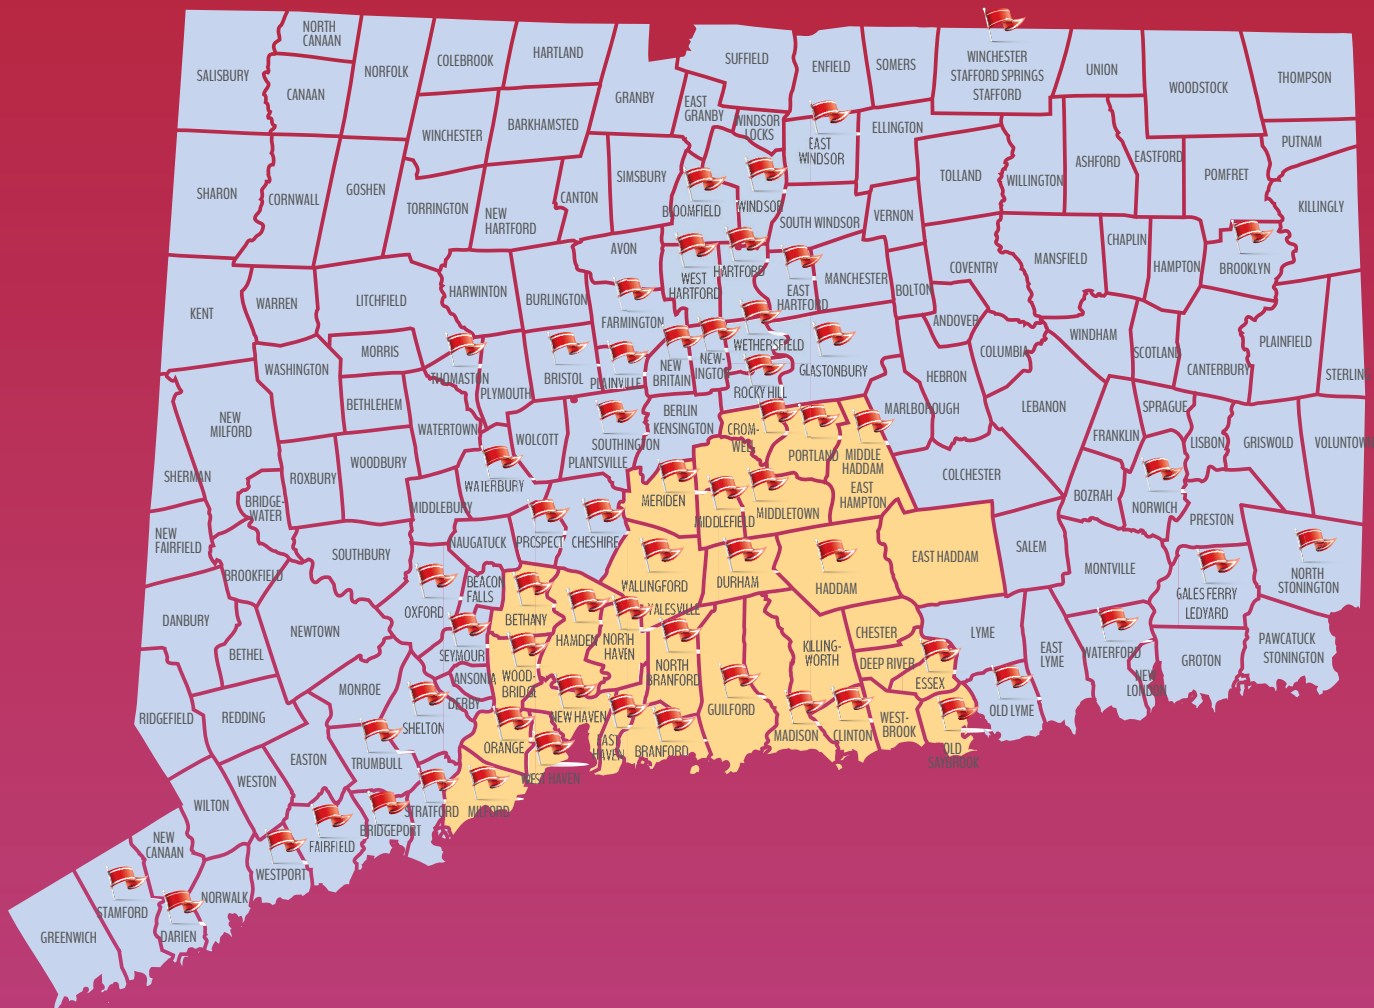 NORTH
CANAAN
SALISBURY
CANAAN
NORFOLK
COLEBROOK
HARTLAND
SUFFIELD
ENFIELD
SOMERS
WINCHESTER
STAFFORD SPRINGS
STAFFORD
UNION
WOODSTOCK
THOMPSON
GRANBY
EAST
GRANBY
WINDSOR
LOCKS
WINCHESTER
BARKHAMSTED
EAST
WINDSOR
ELLINGTON
ASHFORD
EASTFORD
PUTNAM
SHARON
CORNWALL
GOSHEN
TORRINGTON
NEW
HARTFORD
CANTON
SIMSBURY
BLOOMFIELD
WINDSOR
SOUTH WINDSOR
VERNON
TOLLAND
WILLINGTON
POMFRET
KILLINGLY
AVON
WEST
HARTFORD
HARTFORD
EAST
HARTFORD
MANCHESTER
BOLTON
COVENTRY
MANSFIELD
CHAPLIN
HAMPTON
BROOKLYN
KENT
WARREN
LITCHFIELD
HARWINTON
BURLINGTON
FARMINGTON
WETHERSFIELD
GLASTONBURY
ANDOVER
COLUMBIA
WINDHAM
SCOTLAND
CANTERBURY
PLAINFIELD
STERLIN
WASHINGTON
MORRIS
THOMASTON
PLYMOUTH
BRISTOL
PLAINVILLE
NEW
BRITAIN
NEW-
INGTON
ROCKY HILL
HEBRON
MARLBOROUGH
LEBANON
FRANKLIN
SPRAGUE
LISBON
GRISWOLD
VOLUNTOW
NEW
MILFORD
BETHLEHEM
WATERTOWN
WOLCOTT
SOUTHINGTON
PLANTSVILLE
BERLIN
KENSINGTON
CROM-
WELL
PORTLAND
MIDDLE
HADDAM
EAST
HAMPTON
COLCHESTER
SHERMAN
BRIDGE-
WATER
ROXBURY
WOODBURY
WATERBURY
MIDDLEBURY
MERIDEN
MIDDLEFIELD
MIDDLETOWN
BOZRAH
NORWICH
PRESTON
NEW
FAIRFIELD
BROOKFIELD
SOUTHBURY
NAUGATUCK
PROSPECT
CHESHIRE
WALLINGFORD
YALESVILLE
DURHAM
HADDAM
EAST HADDAM
SALEM
MONTVILLE
GALES FERRY
LEDYARD
NORTH
STONINGTON
DANBURY
BETHEL
NEWTOWN
OXFORD
BEACON
FALLS
BETHANY
HAMDEN
NORTH
HAVEN
NORTH
BRANFORD
KILLING-
WORTH
CHESTER
DEEP RIVER
ESSEX
LYME
EAST
LYME
WATERFORD
NEW
LONDON
GROTON
PAWCATUCK
STONINGTON
SEYMOUR
ANSONIA
DERBY
WOOD-
BRIDGE
NEW HAVEN
EAST
HAVEN
BRANFORD
GUILFORD
MADISON
CLINTON
WEST-
BROOK
OLD
SAYBROOK
OLD LYME
RIDGEFIELD
REDDING
MONROE
SHELTON
ORANGE
WEST HAVEN
MILFORD
EASTON
TRUMBULL
STRATFORD
BRIDGEPORT
WILTON
WESTON
FAIRFIELD
WESTPORT
NEW
CANAAN
NORWALK
DARIEN
STAMFORD
GREENWICH